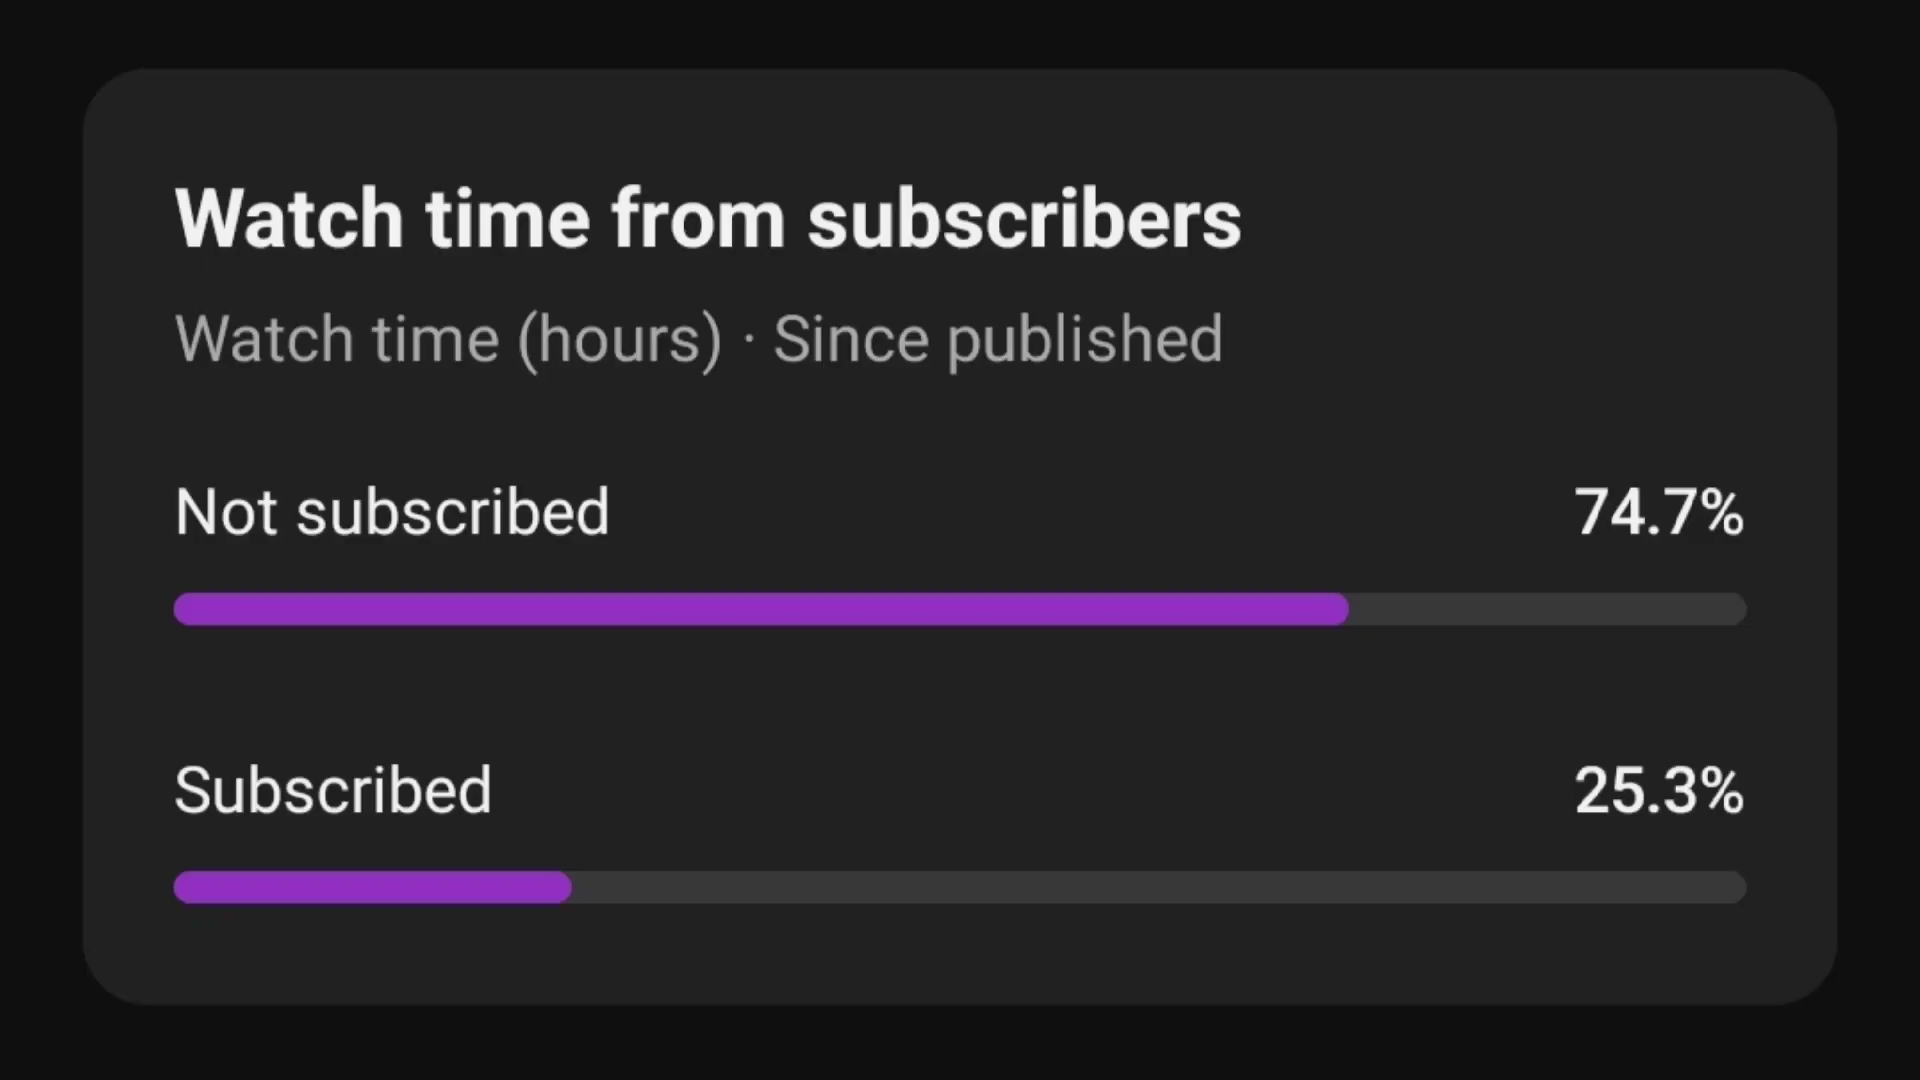 Watch time from subscribers
Watch time (hours) · Since published
Not subscribed 74.7%
Subscribed 25.3%